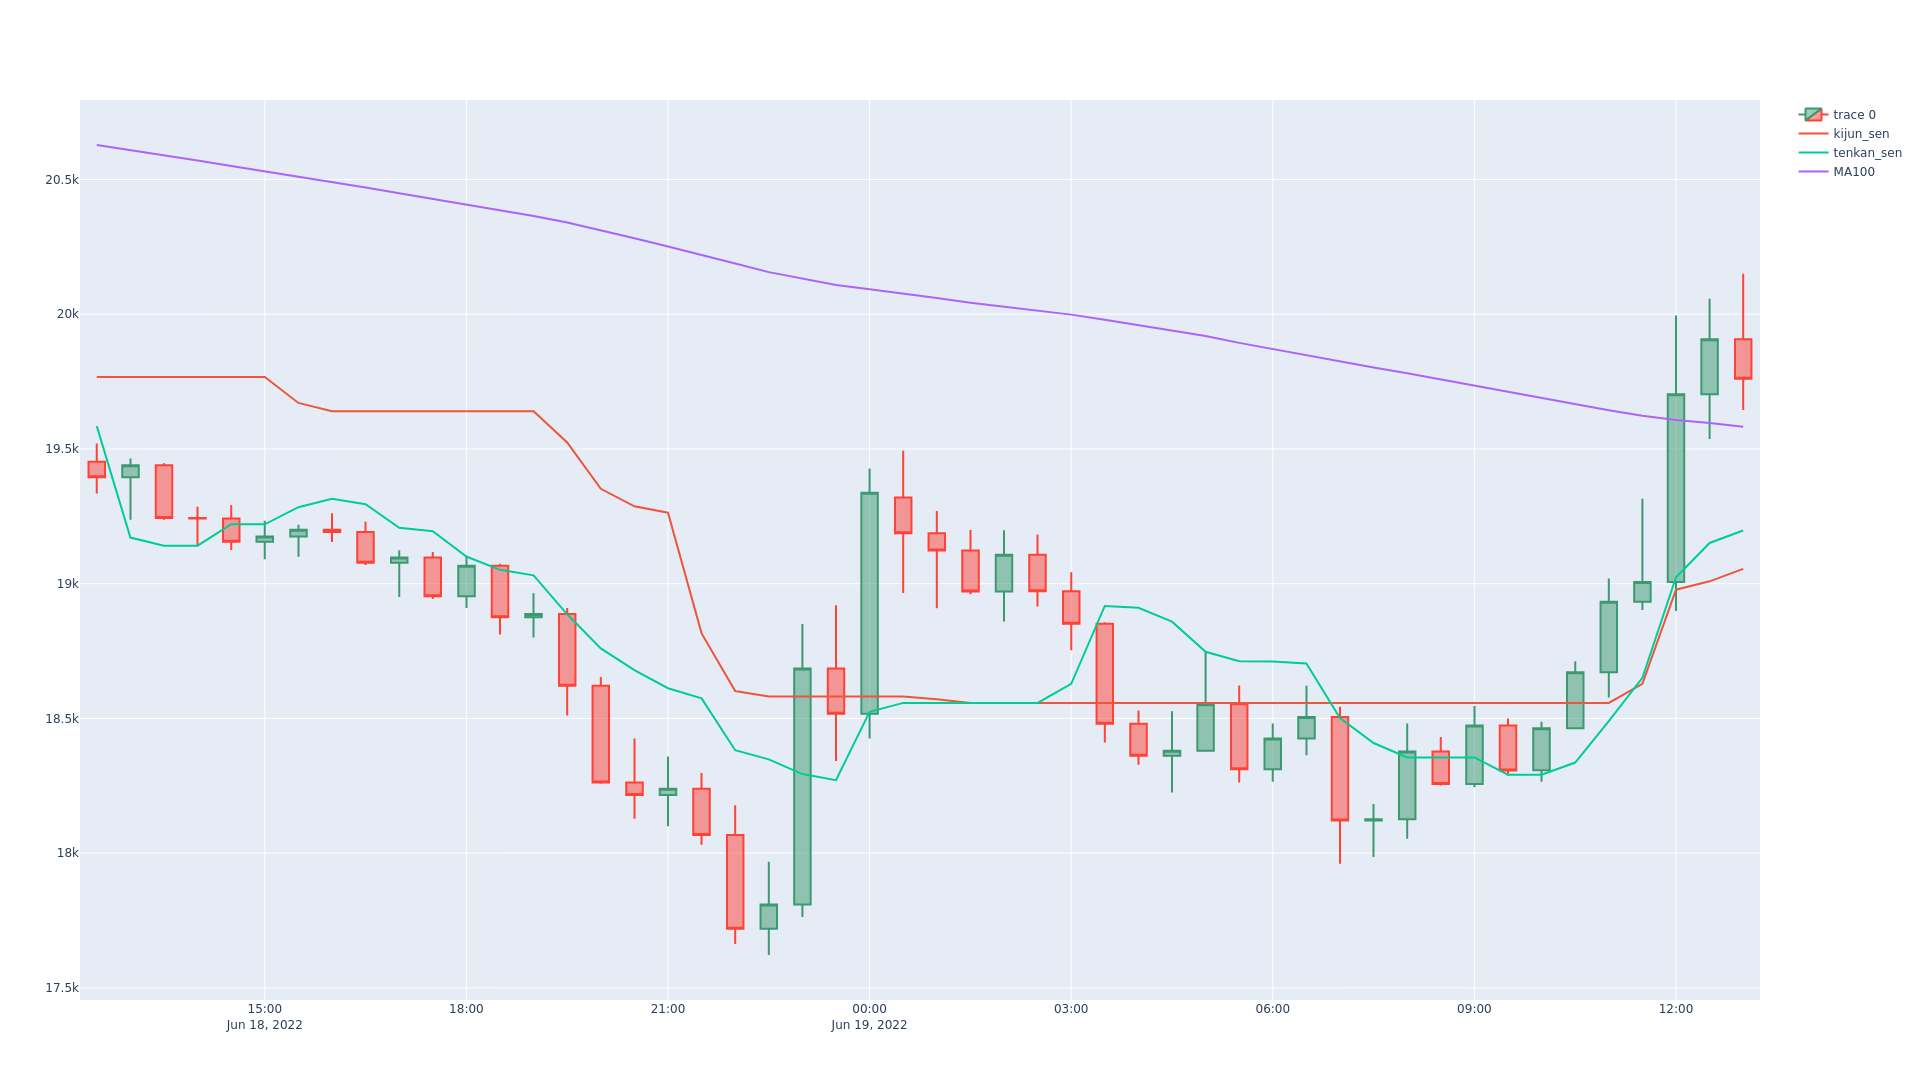 trace 0
kijun_sen
tenkan_sen
MA100
20.5k
20k
19.5k
19k
18.5k
18k
17.5k
15:00 18:00 21:00 00:00 03:00 06:00 09:00 12:00
Jun 18, 2022 Jun 19, 2022